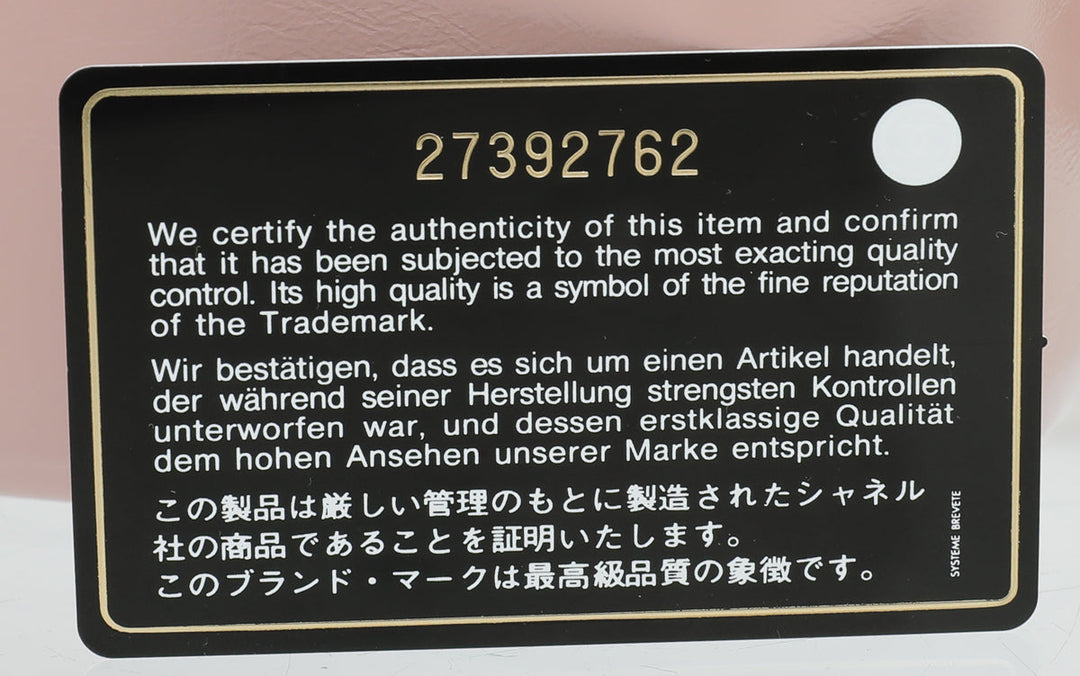 27392762
We certify the authenticity of this item and confirm
that it has been subjected to the most exacting quality
control. Its high quality is a symbol of the fine reputation
of the Trademark.
Wir bestätigen, dass es sich um einen Artikel handelt,
der während seiner Herstellung strengsten Kontrollen
unterworfen war, und dessen erstklassige Qualität
dem hohen Ansehen unserer Marke entspricht.
この製品は厳しい管理のもとに製造されたシャネル
社の商品であることを証明いたします。
このブランド・マークは最高級品質の象徴です。
SYSTEME BREVETE